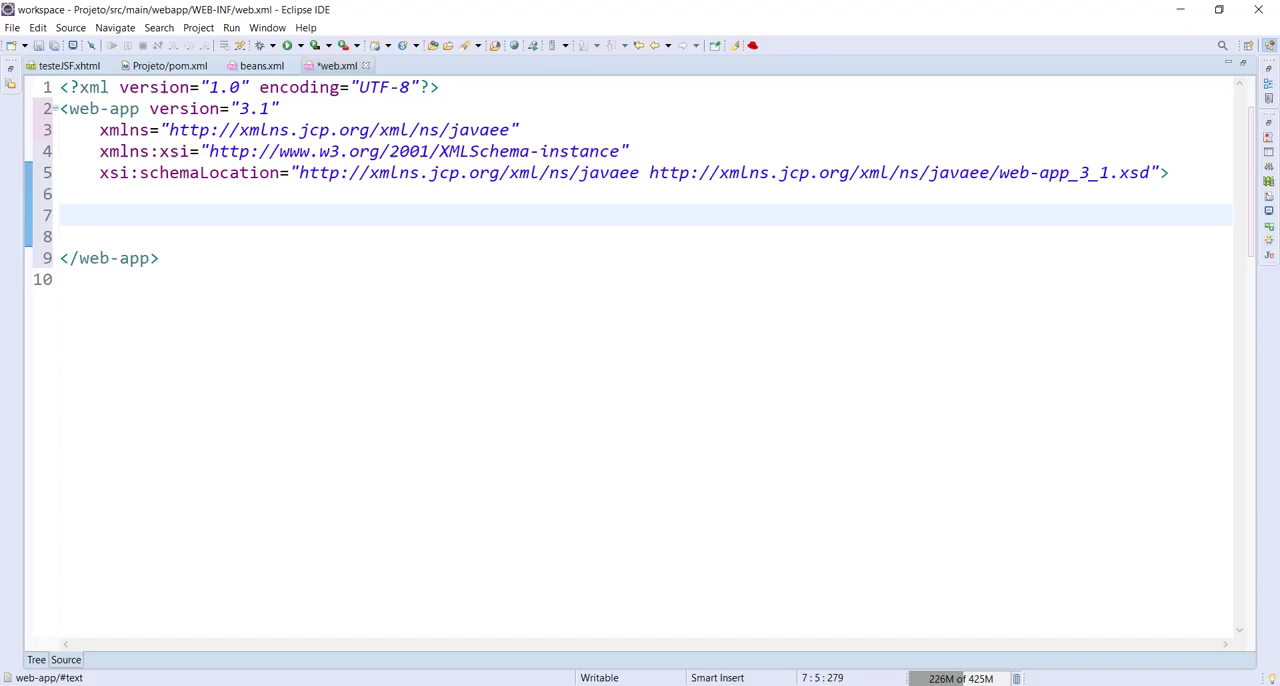 workspace - Projeto/src/main/webapp/WEB-INF/web.xml - Eclipse IDE
File Edit Source Navigate Search Project Run Window Help
testeJSF.xhtml Projeto/pom.xml beans.xml *web.xml
1 <?xml version="1.0" encoding="UTF-8"?>
2 <web-app version="3.1"
3 xmlns="http://xmlns.jcp.org/xml/ns/javaee"
4 xmlns:xsi="http://www.w3.org/2001/XMLSchema-instance"
5 xsi:schemaLocation="http://xmlns.jcp.org/xml/ns/javaee http://xmlns.jcp.org/xml/ns/javaee/web-app_3_1.xsd">
6
7
8
9 </web-app>
10
Tree Source
web-app/#text Writable Smart Insert 7 : 5 : 279 226M of 425M